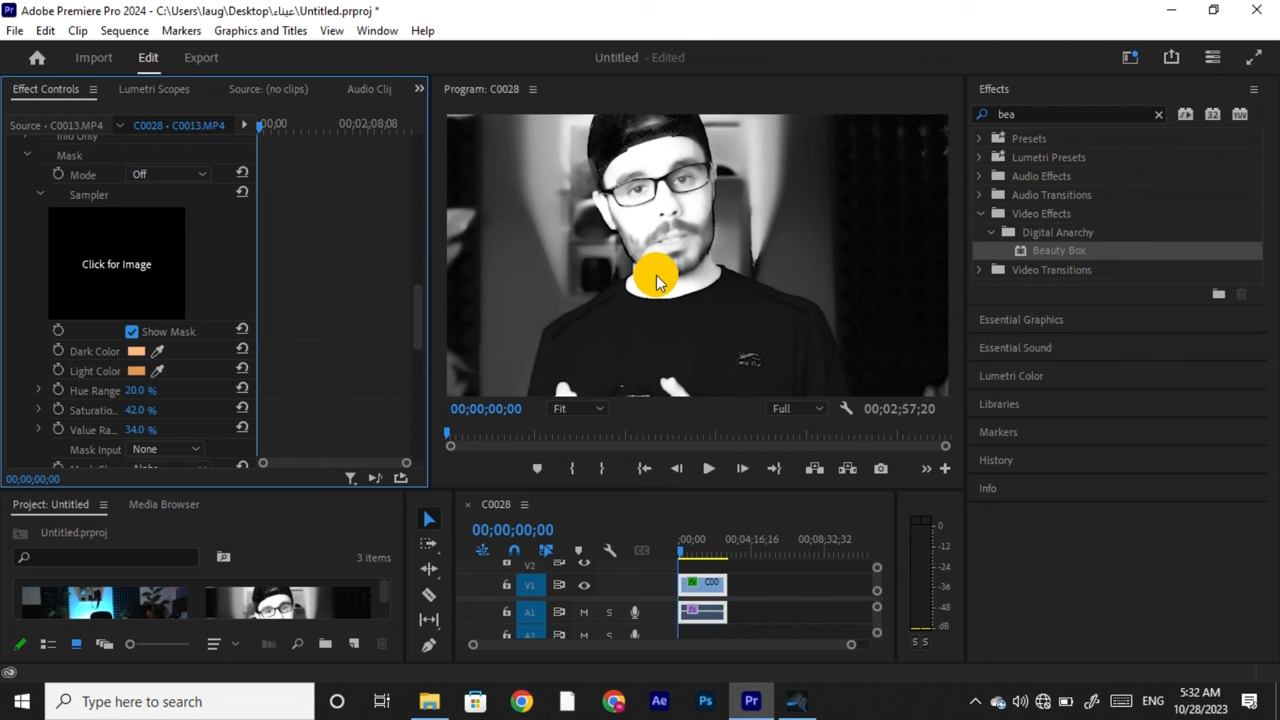 Adobe Premiere Pro 2024 - C:\Users\laug\Desktop\عيناء\Untitled.prproj *
File Edit Clip Sequence Markers Graphics and Titles View Window Help
Import Edit Export
Untitled - Edited
Effect Controls Lumetri Scopes Source: (no clips) Audio Cli
Source • C0013.MP4 C0028 • C0013.MP4 ;00;00 00;02;08;08
Info Only
Mask
Mode Off
Sampler
Click for Image
Show Mask
Dark Color
Light Color
Hue Range 20.0 %
Saturatio... 42.0 %
Value Ra... 34.0 %
Mask Input None
00;00;00;00
Program: C0028
00;00;00;00 Fit Full 00;02;57;20
Effects
bea
Presets
Lumetri Presets
Audio Effects
Audio Transitions
Video Effects
Digital Anarchy
Beauty Box
Video Transitions
Essential Graphics
Essential Sound
Lumetri Color
Libraries
Markers
History
Info
Project: Untitled Media Browser
Untitled.prproj
3 items
C0028
00;00;00;00
;00;00 00;04;16;16 00;08;32;32
V2
V1 C00
A1 M S
0
-12
-24
-36
-48
dB
S S
Type here to search
Ae Ps Pr
ENG
5:32 AM
10/28/2023